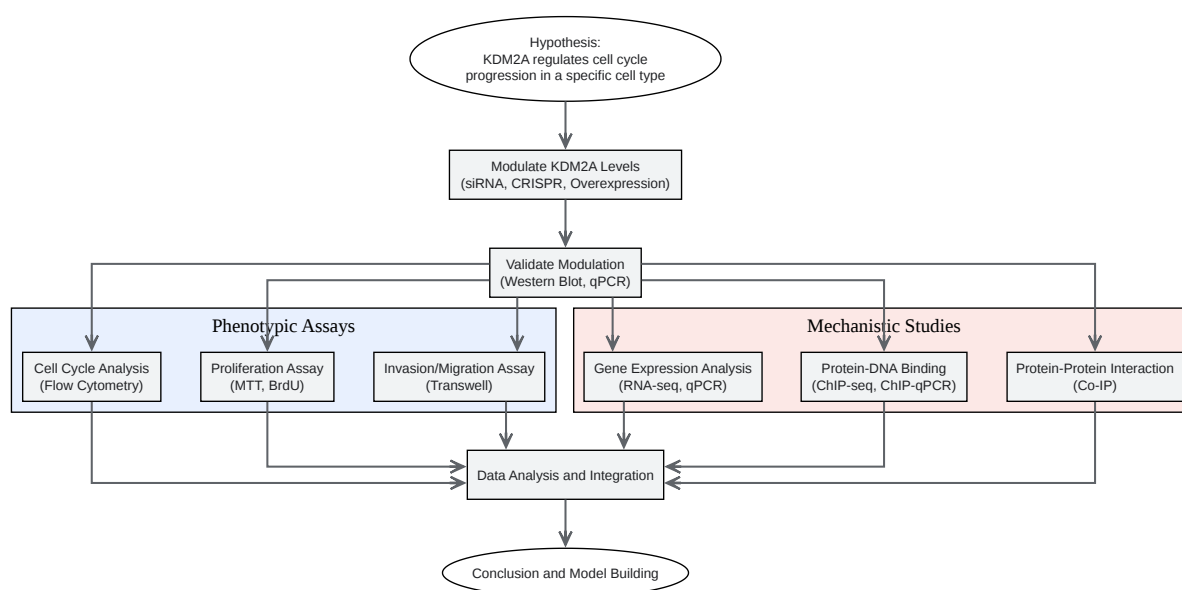 Hypothesis:
KDM2A regulates cell cycle
progression in a specific cell type
Modulate KDM2A Levels
(siRNA, CRISPR, Overexpression)
Validate Modulation
(Western Blot, qPCR)
Phenotypic Assays
Cell Cycle Analysis
(Flow Cytometry)
Proliferation Assay
(MTT, BrdU)
Invasion/Migration Assay
(Transwell)
Mechanistic Studies
Gene Expression Analysis
(RNA-seq, qPCR)
Protein-DNA Binding
(ChIP-seq, ChIP-qPCR)
Protein-Protein Interaction
(Co-IP)
Data Analysis and Integration
Conclusion and Model Building